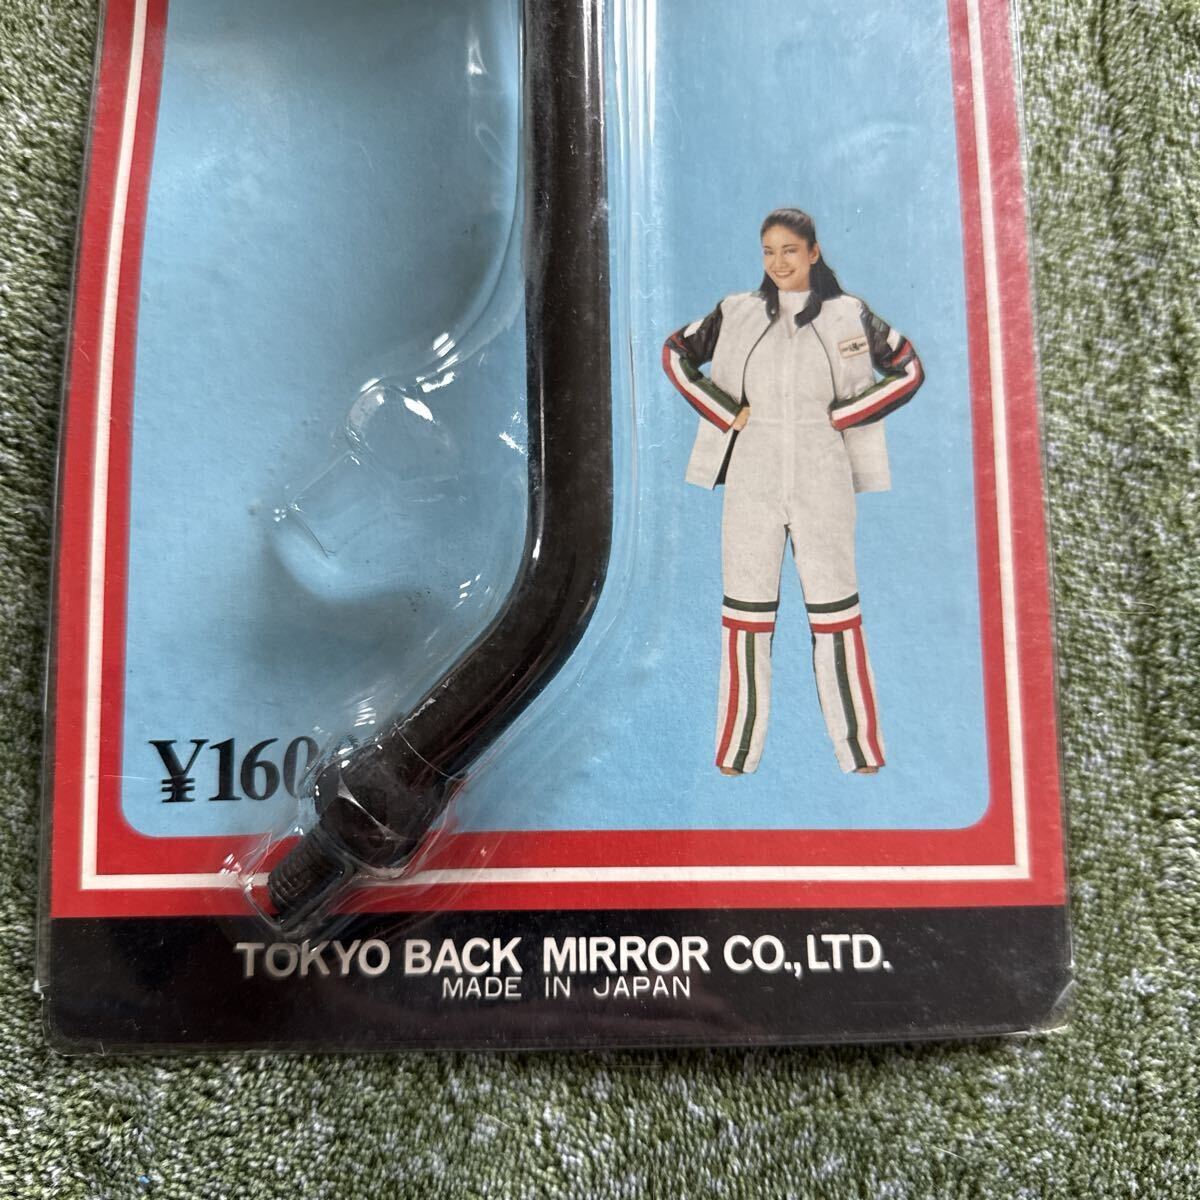 ¥160
TOKYO BACK MIRROR CO., LTD.
MADE IN JAPAN